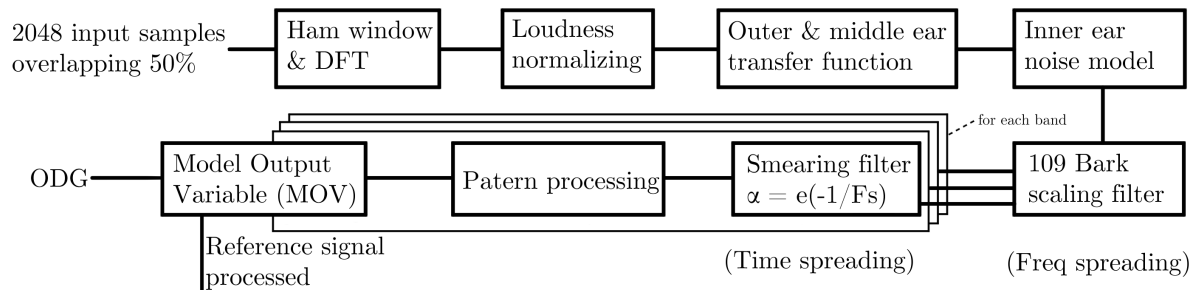 2048 input samples
overlapping 50%
Ham window
& DFT
Loudness
normalizing
Outer & middle ear
transfer function
Inner ear
noise model
for each band
ODG
Model Output
Variable (MOV)
Patern processing
Smearing filter
α = e(-1/Fs)
109 Bark
scaling filter
Reference signal
processed
(Time spreading)
(Freq spreading)